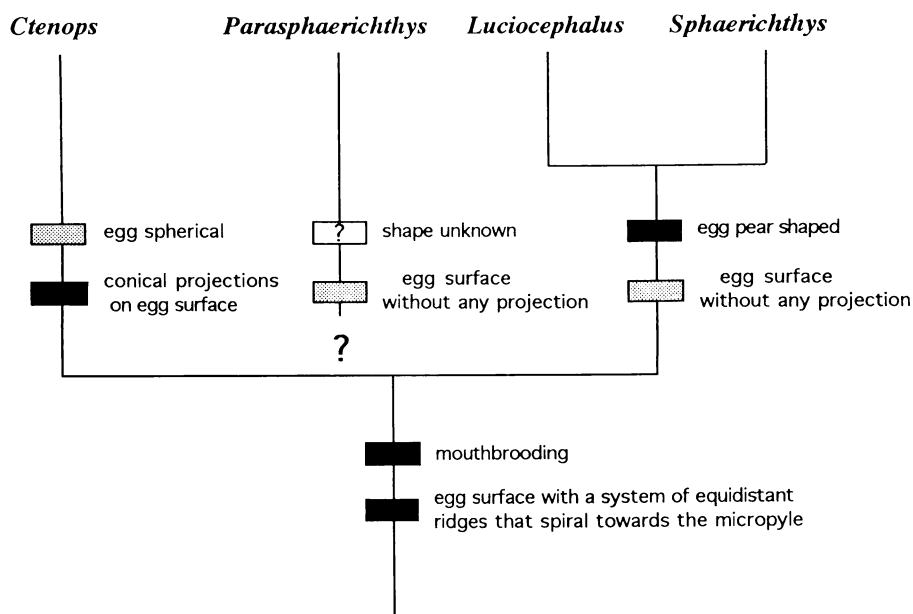 Ctenops Parasphaerichthys Luciocephalus Sphaerichthys
egg spherical
? shape unknown
egg pear shaped
conical projections
on egg surface
egg surface
without any projection
egg surface
without any projection
?
mouthbrooding
egg surface with a system of equidistant
ridges that spiral towards the micropyle